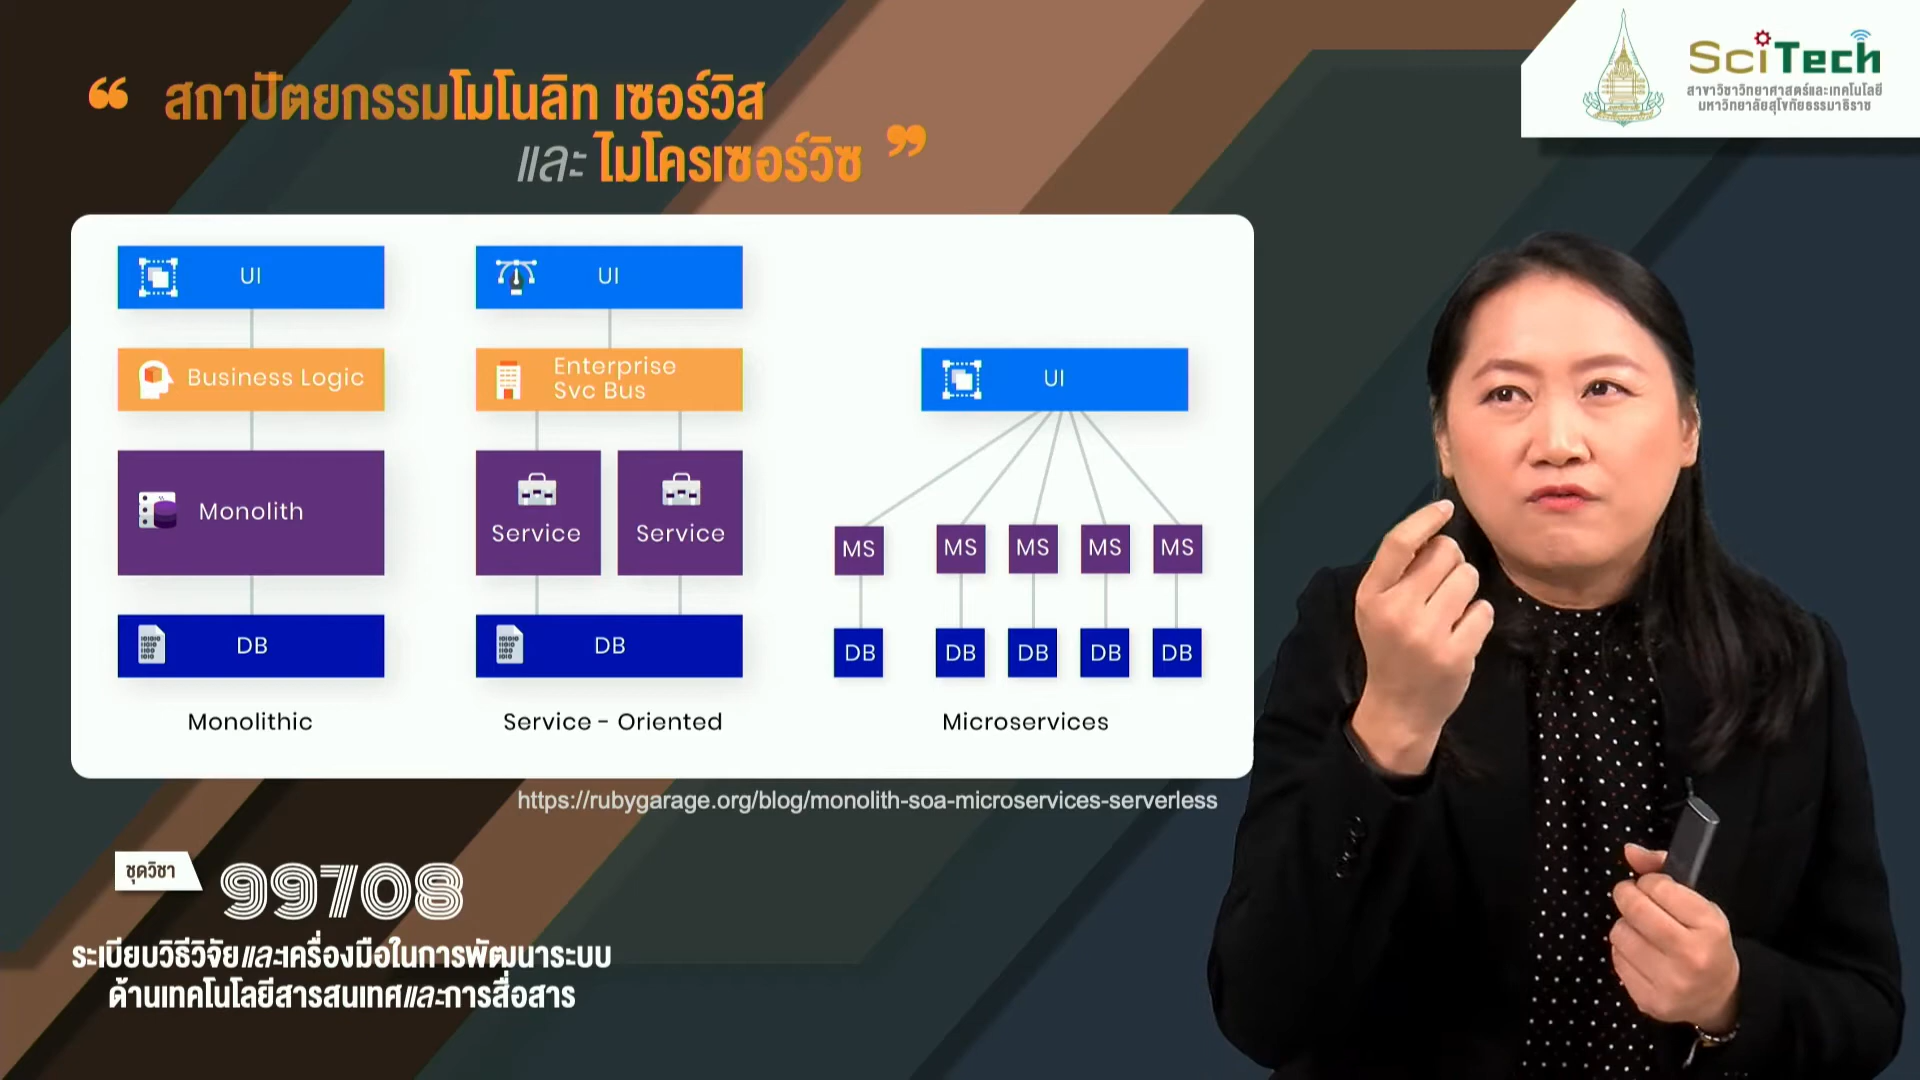 “ สถาปัตยกรรมโมโนลิท เซอร์วิส
และ ไมโครเซอร์วิซ ”
SciTech
สาขาวิชาวิทยาศาสตร์และเทคโนโลยี
มหาวิทยาลัยสุโขทัยธรรมาธิราช
UI
Business Logic
Monolith
DB
Monolithic
UI
Enterprise
Svc Bus
Service
Service
DB
Service - Oriented
UI
MS
MS
MS
MS
MS
DB
DB
DB
DB
DB
Microservices
https://rubygarage.org/blog/monolith-soa-microservices-serverless
ชุดวิชา
99708
ระเบียบวิธีวิจัยและเครื่องมือในการพัฒนาระบบ
ด้านเทคโนโลยีสารสนเทศและการสื่อสาร